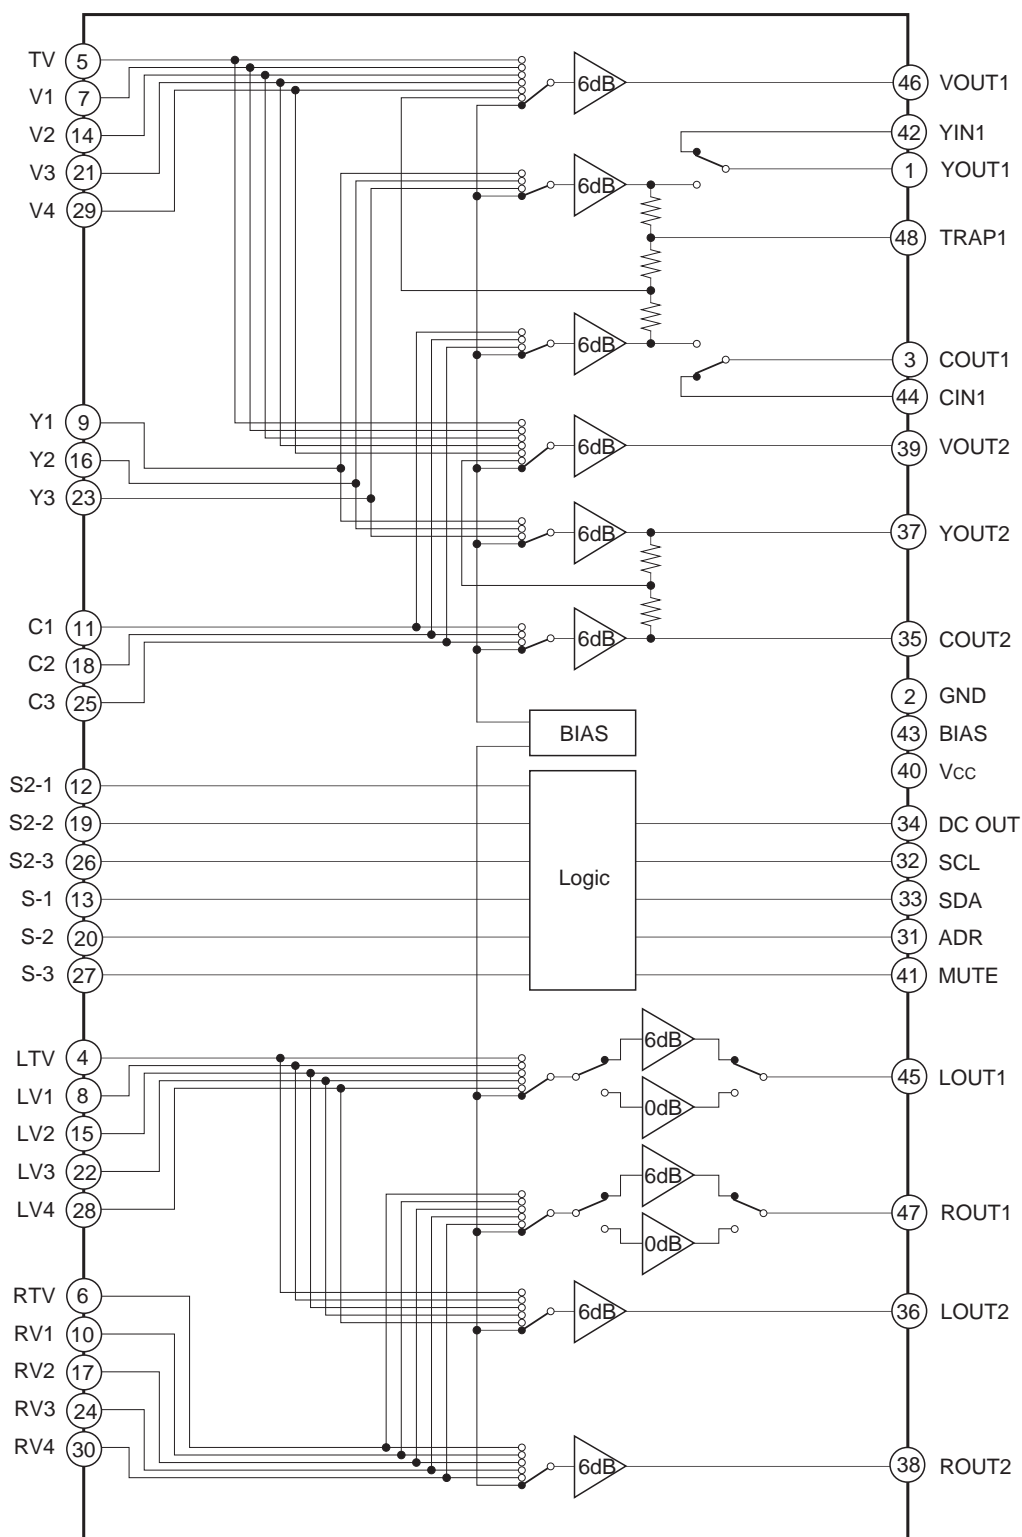 TV 5
V1 7
V2 14
V3 21
V4 29
6dB
46 VOUT1
42 YIN1
1 YOUT1
6dB
48 TRAP1
6dB
3 COUT1
44 CIN1
Y1 9
Y2 16
Y3 23
6dB
39 VOUT2
6dB
37 YOUT2
C1 11
C2 18
C3 25
6dB
35 COUT2
2 GND
BIAS
43 BIAS
40 VCC
S2-1 12
S2-2 19
S2-3 26
S-1 13
S-2 20
S-3 27
Logic
34 DC OUT
32 SCL
33 SDA
31 ADR
41 MUTE
LTV 4
LV1 8
LV2 15
LV3 22
LV4 28
6dB
0dB
45 LOUT1
6dB
0dB
47 ROUT1
RTV 6
RV1 10
RV2 17
RV3 24
RV4 30
6dB
36 LOUT2
6dB
38 ROUT2